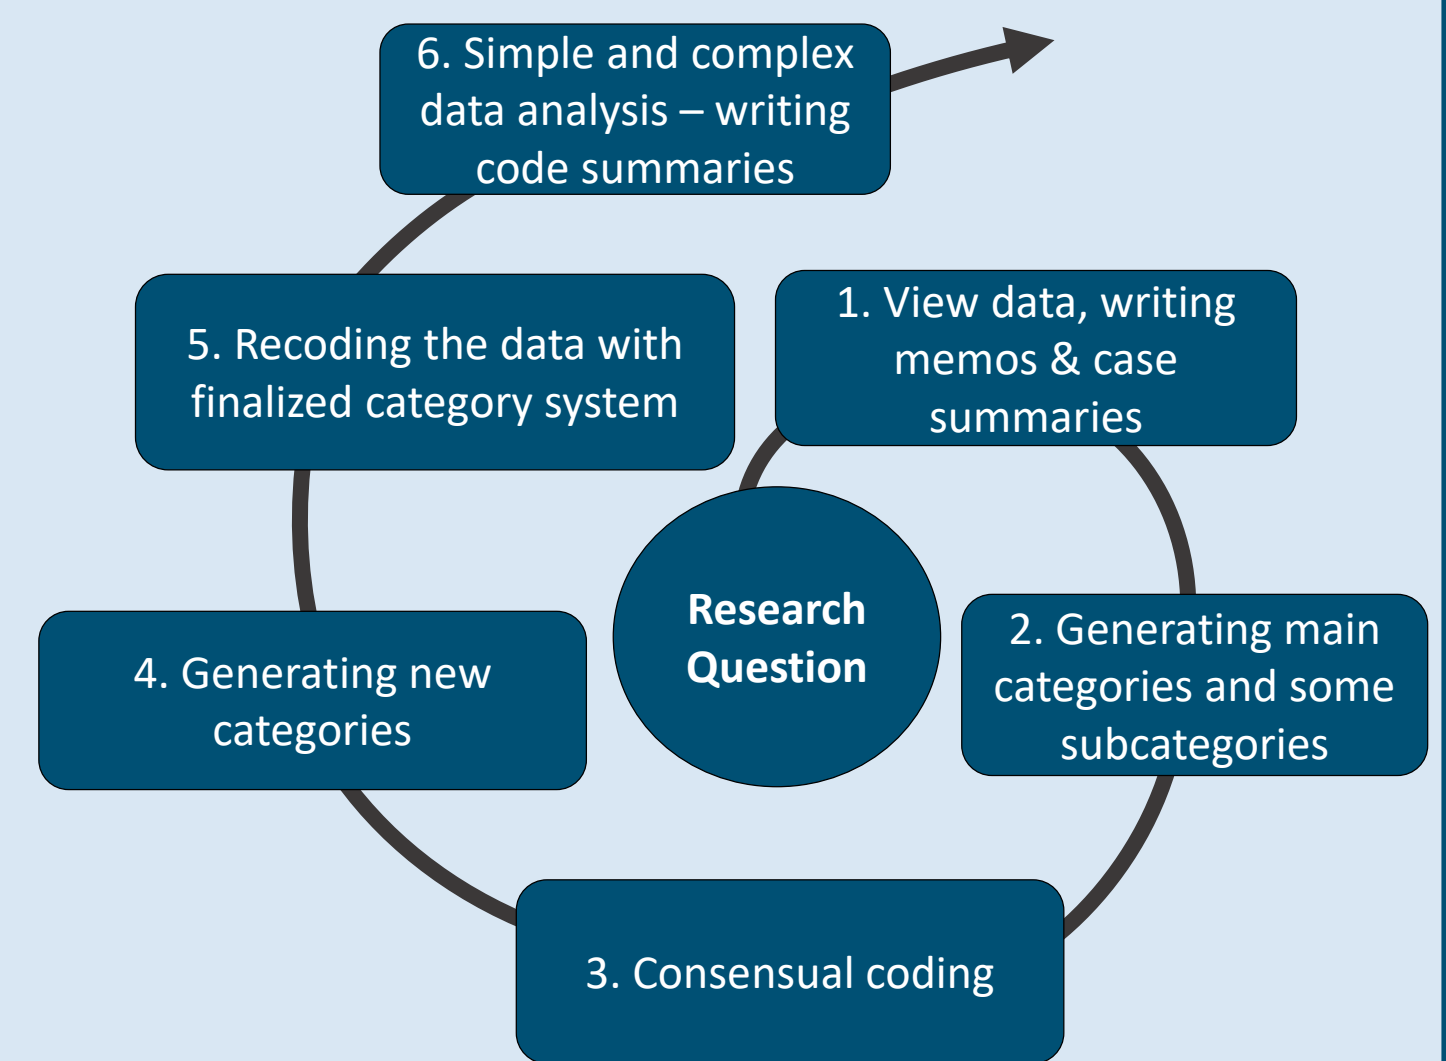 6. Simple and complex
data analysis – writing
code summaries
5. Recoding the data with
finalized category system
1. View data, writing
memos & case
summaries
Research
Question
4. Generating new
categories
2. Generating main
categories and some
subcategories
3. Consensual coding